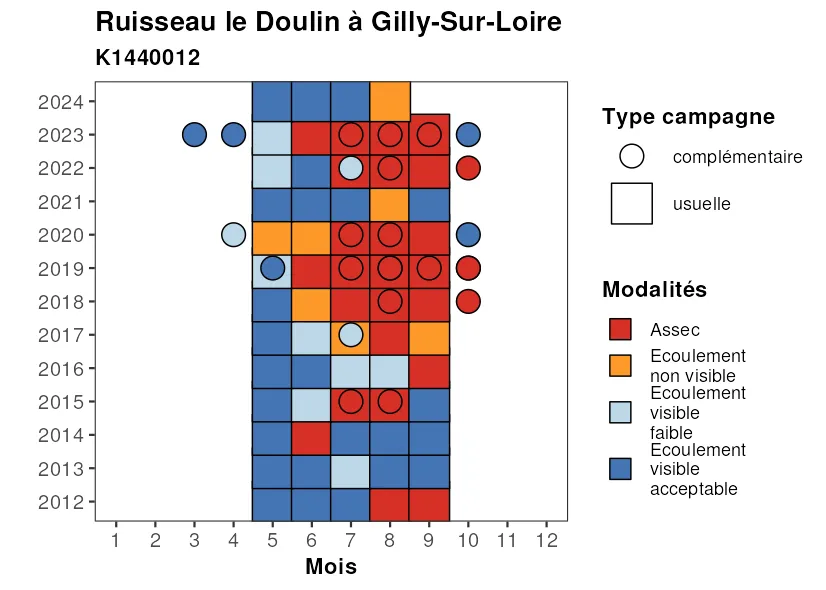 Ruisseau le Doulin à Gilly-Sur-Loire
K1440012
2024
2023
2022
2021
2020
2019
2018
2017
2016
2015
2014
2013
2012
1 2 3 4 5 6 7 8 9 10 11 12
Mois
Type campagne
complémentaire
usuelle
Modalités
Assec
Ecoulement
non visible
Ecoulement
visible
faible
Ecoulement
visible
acceptable